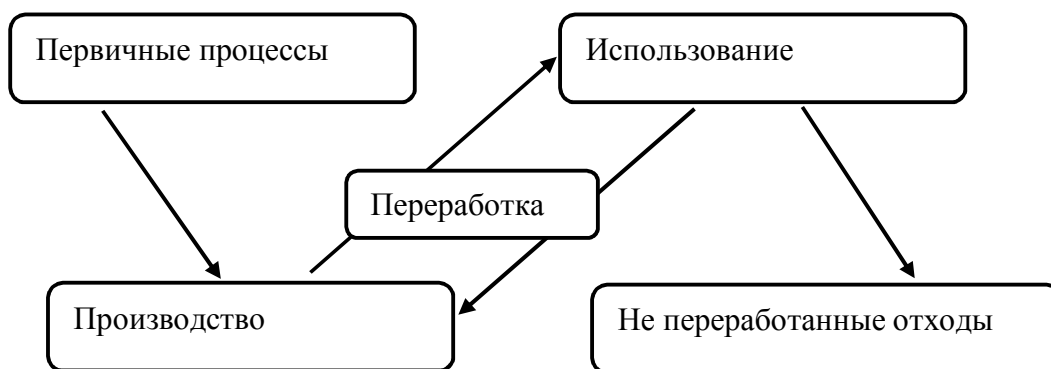 Первичные процессы
Использование
Переработка
Производство
Не переработанные отходы